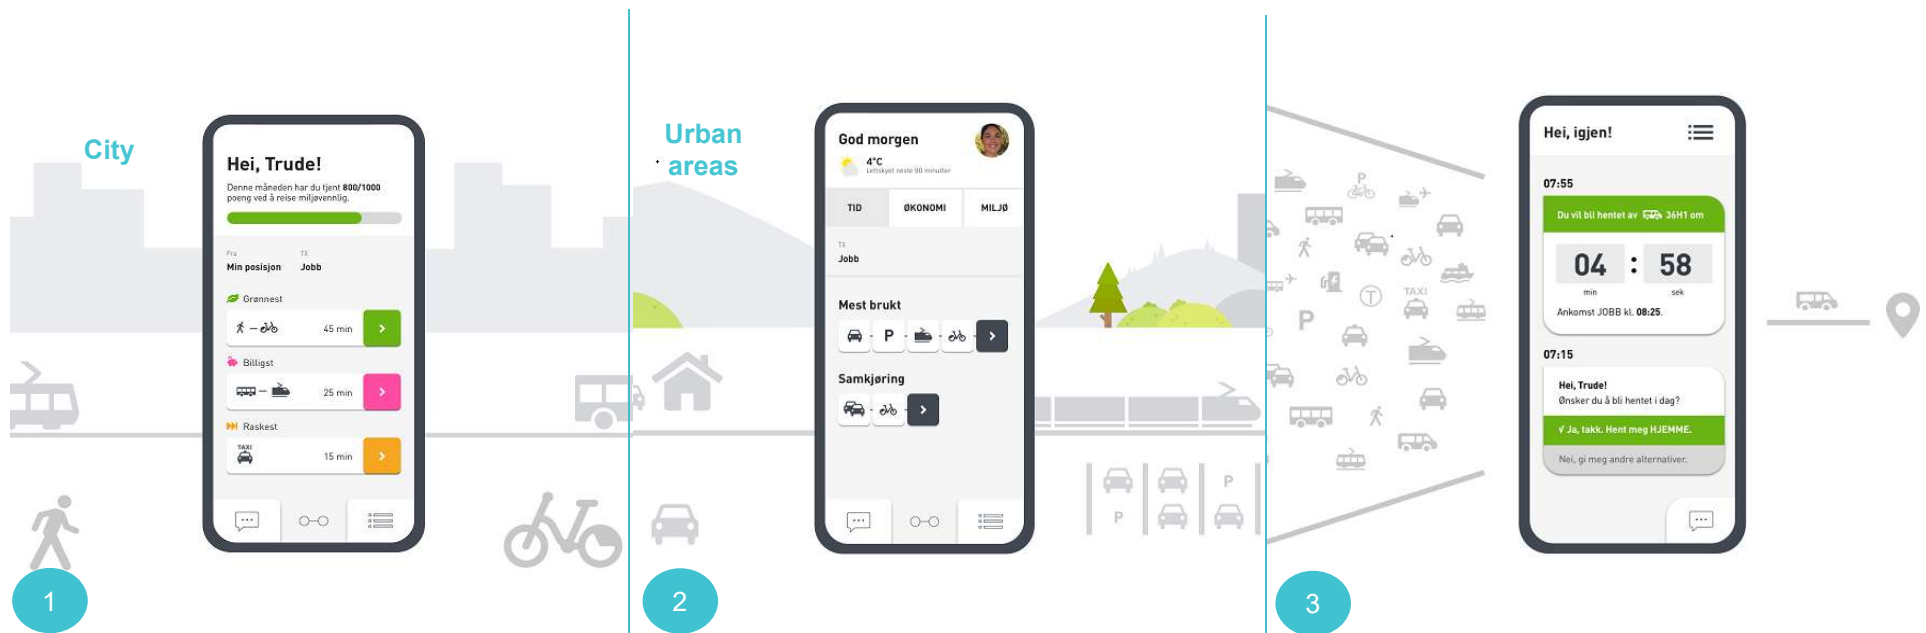 City
Hei, Trude!
Denne måneden har du tjent 800/1000
poeng ved å reise miljøvennlig.
Fra Til
Min posisjon Jobb
Grønnest
45 min
Billigst
25 min
Raskest
TAXI
15 min
1
Urban
areas
God morgen
4°C
Lettskyet neste 90 minutter
TID ØKONOMI MILJØ
Til
Jobb
Mest brukt
P
Samkjøring
P
P
2
Hei, igjen!
07:55
Du vil bli hentet av 36H1 om
04 : 58
min sek
Ankomst JOBB kl. 08:25.
07:15
Hei, Trude!
Ønsker du å bli hentet i dag?
√ Ja, takk. Hent meg HJEMME.
Nei, gi meg andre alternativer.
P
T
TAXI
P
3